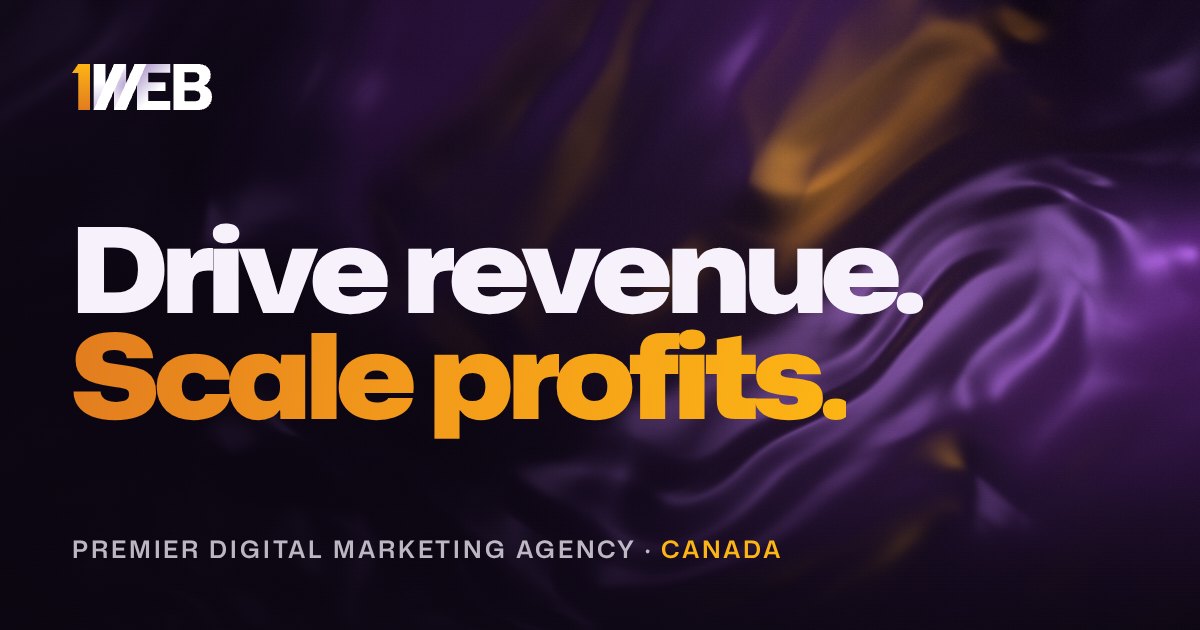 1WEB
Drive revenue.
Scale profits.
PREMIER DIGITAL MARKETING AGENCY · CANADA